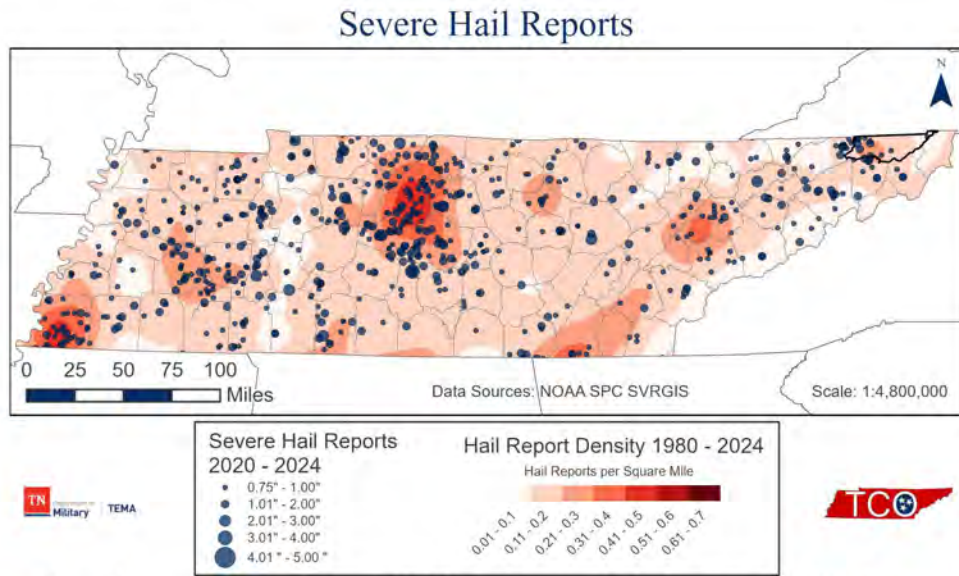 Severe Hail Reports
N
0 25 50 75 100
Miles
Data Sources: NOAA SPC SVRGIS
Scale: 1:4,800,000
Severe Hail Reports
2020 - 2024
0.75" - 1.00"
1.01" - 2.00"
2.01" - 3.00"
3.01" - 4.00"
4.01 " - 5.00 "
Hail Report Density 1980 - 2024
Hail Reports per Square Mile
0.01 - 0.1
0.11 - 0.2
0.21 - 0.3
0.31 - 0.4
0.41 - 0.5
0.51 - 0.6
0.61 - 0.7
TN
Department of
Military
TEMA
TCO